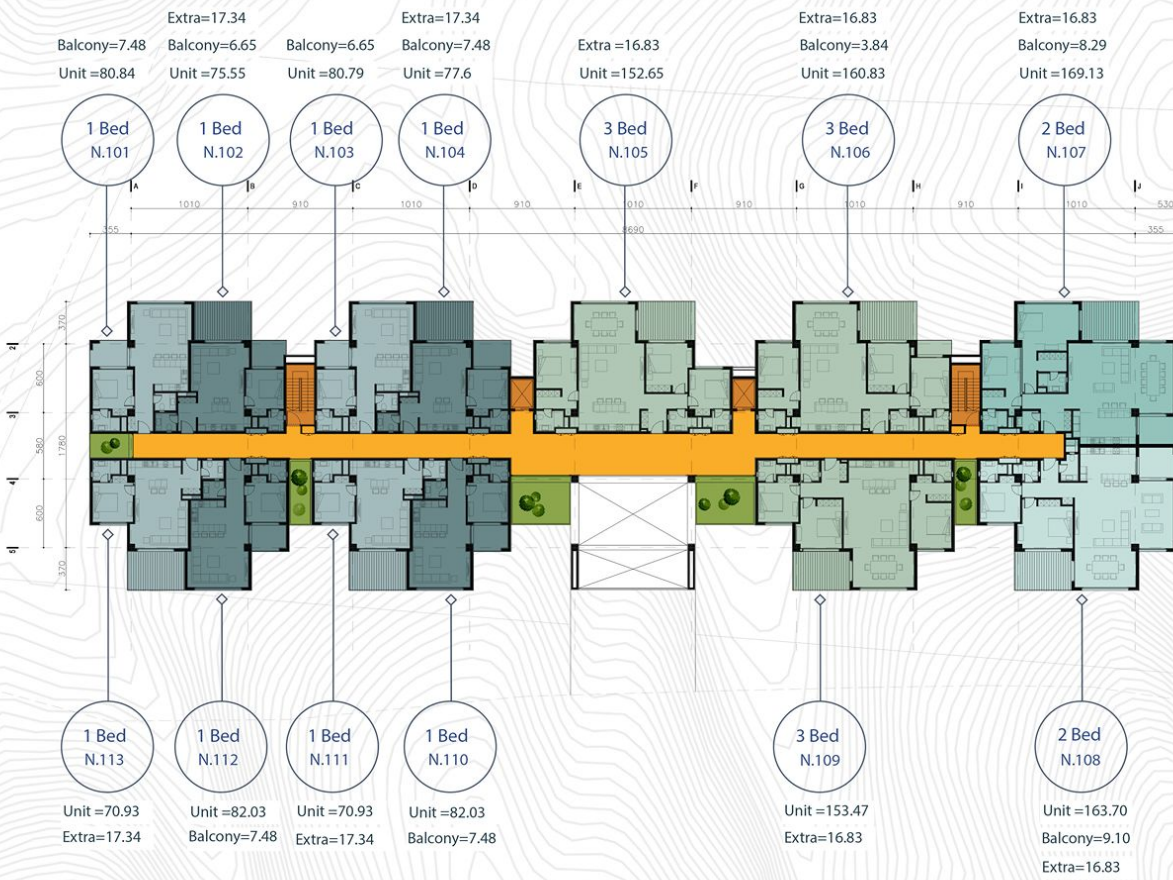 Extra=17.34
Extra=17.34
Extra=16.83
Extra=16.83
Balcony=7.48
Balcony=6.65
Balcony=6.65
Balcony=7.48
Extra =16.83
Balcony=3.84
Balcony=8.29
Unit =80.84
Unit =75.55
Unit =80.79
Unit =77.6
Unit =152.65
Unit =160.83
Unit =169.13
1 Bed
N.101
1 Bed
N.102
1 Bed
N.103
1 Bed
N.104
3 Bed
N.105
3 Bed
N.106
2 Bed
N.107
A
B
C
D
E
F
G
H
I
J
1010
910
1010
910
1010
910
1010
910
1010
530
355
8690
355
370
2
600
3
580
1780
4
600
5
370
1 Bed
N.113
1 Bed
N.112
1 Bed
N.111
1 Bed
N.110
3 Bed
N.109
2 Bed
N.108
Unit =70.93
Unit =82.03
Unit =70.93
Unit =82.03
Unit =153.47
Unit =163.70
Extra=17.34
Balcony=7.48
Extra=17.34
Balcony=7.48
Extra=16.83
Balcony=9.10
Extra=16.83